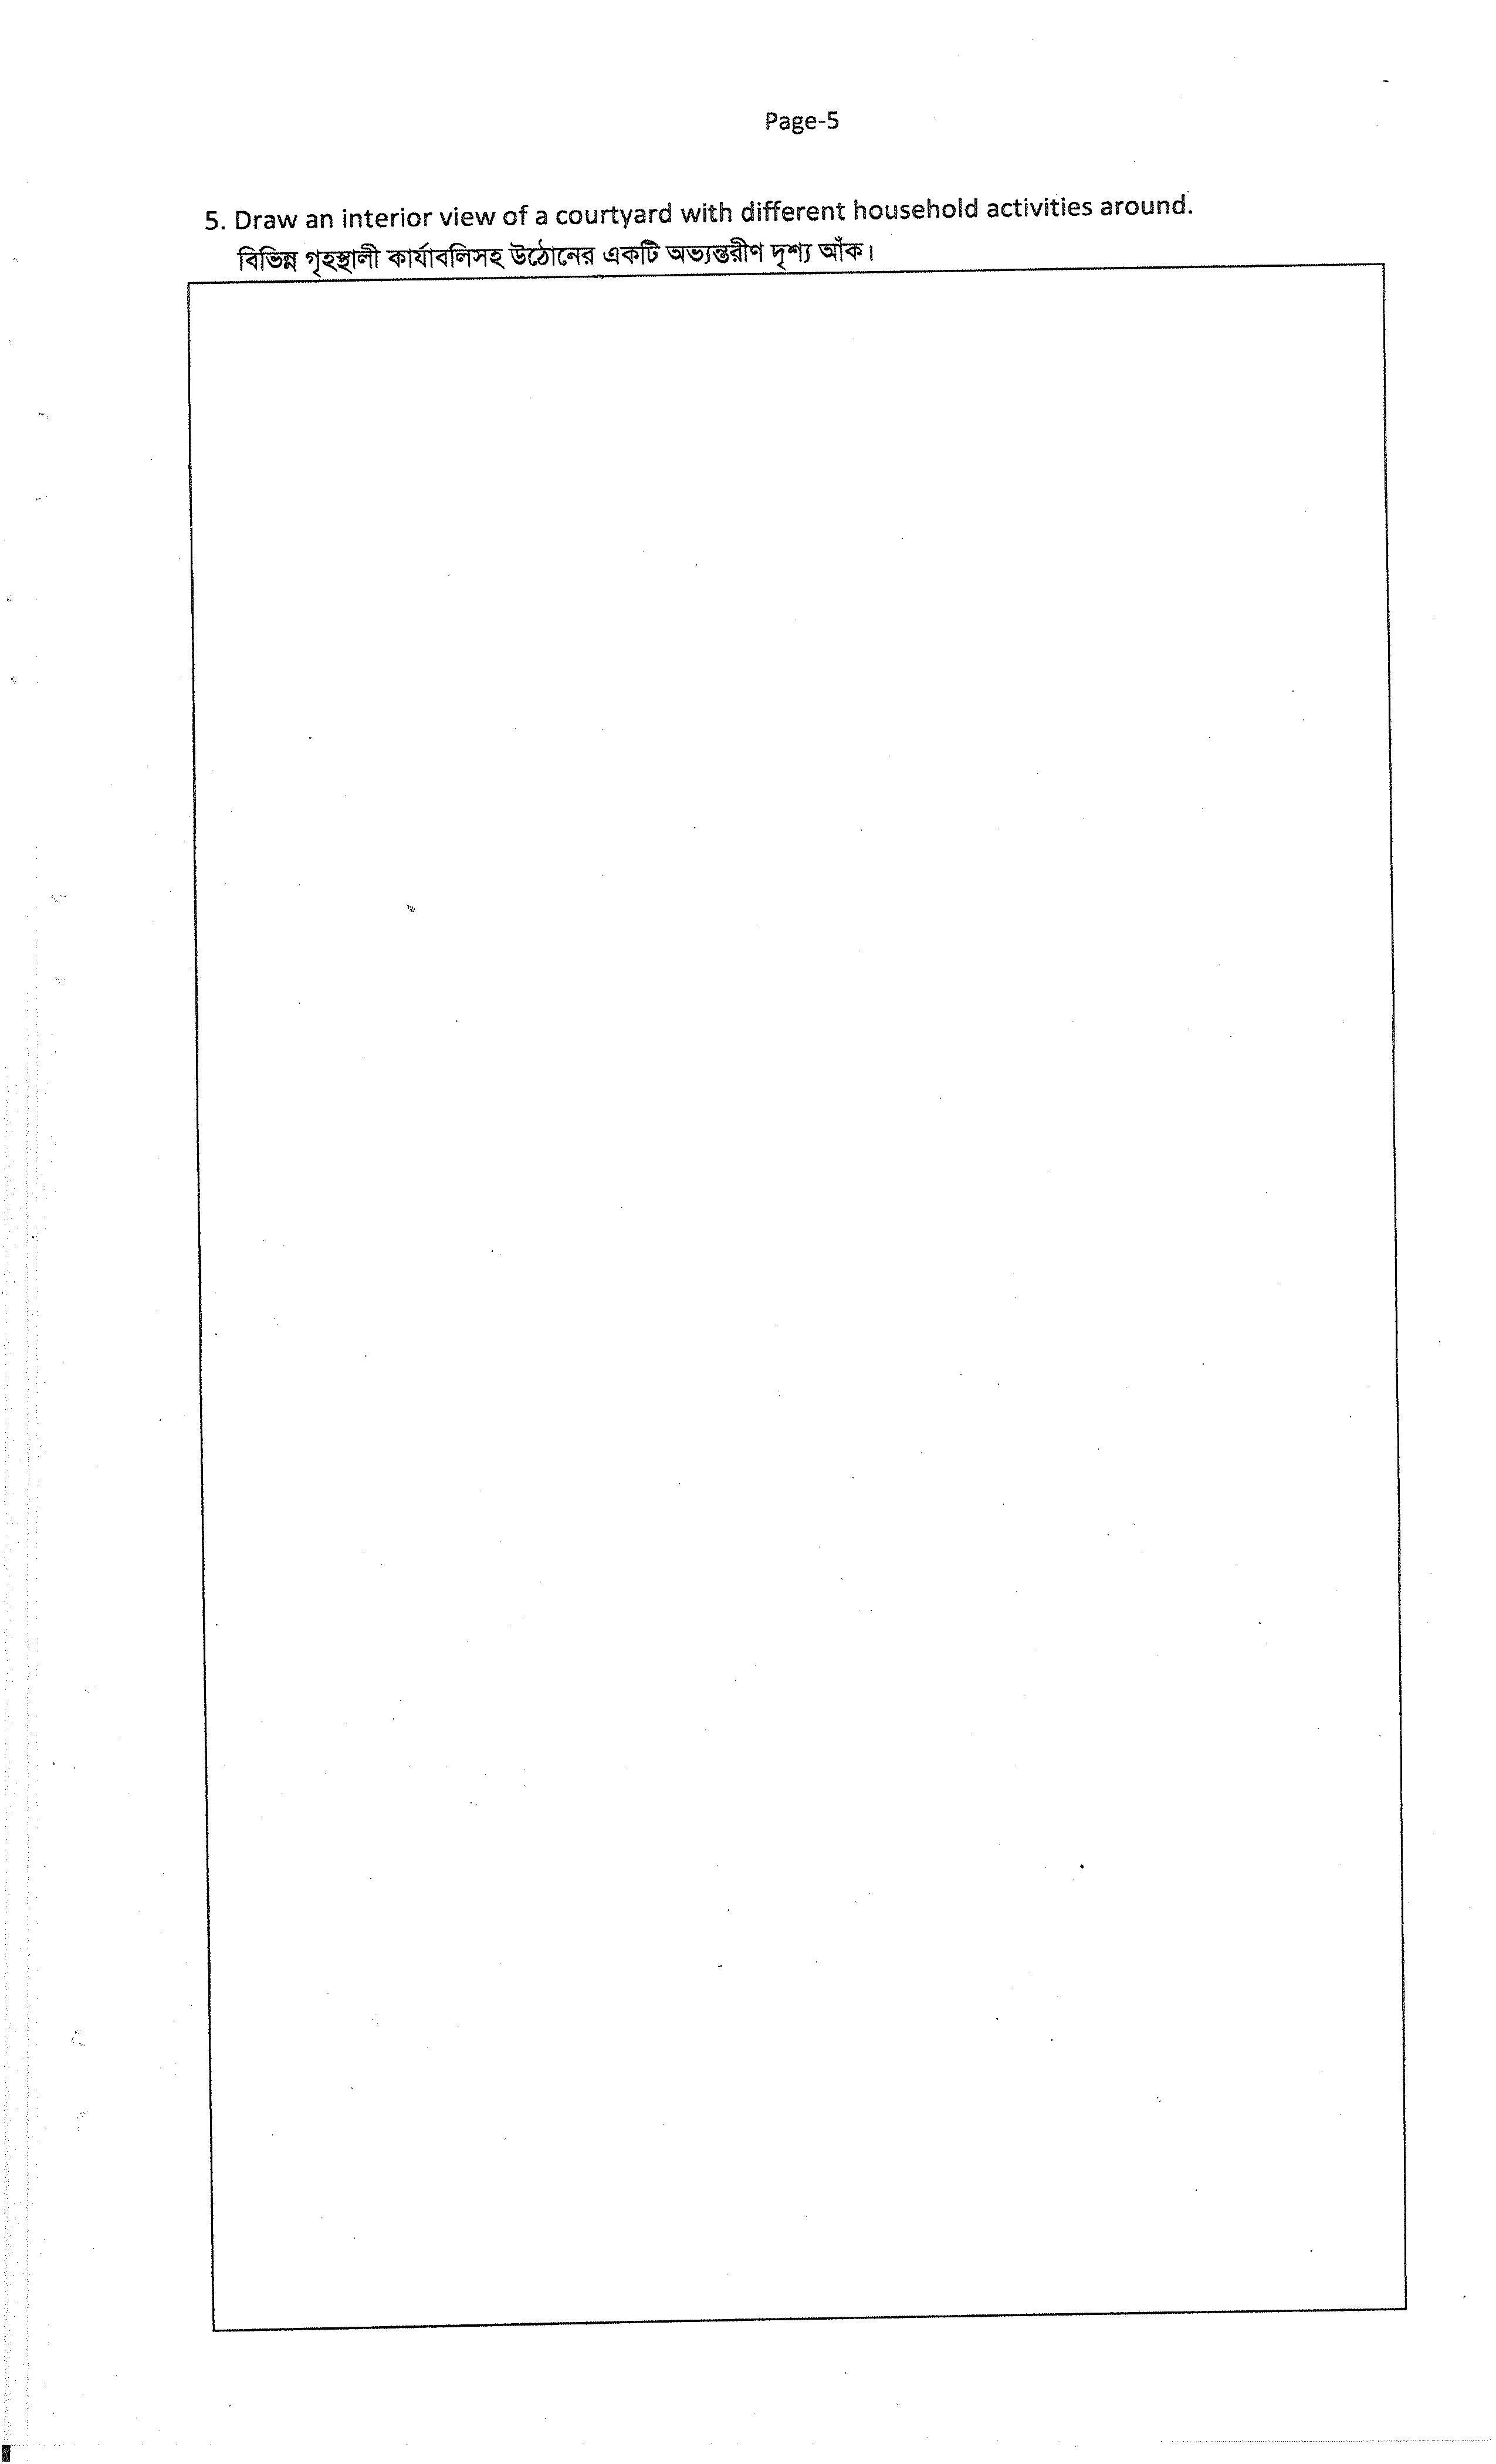 Page-5
5. Draw an interior view of a courtyard with different household activities around.
বিভিন্ন গৃহস্থালী কার্যাবলিসহ উঠোনের একটি অভ্যন্তরীণ দৃশ্য আঁক।